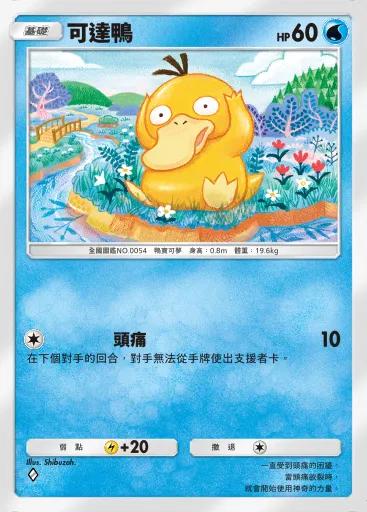 基礎 可達鴨 HP60
全國圖鑑NO.0054 鴨寶可夢 身高：0.8m 體重：19.6kg
頭痛 10
在下個對手的回合，對手無法從手牌使出支援者卡。
弱點 +20 撤退
Illus. Shibuzoh.
一直受到頭痛的困擾。
當頭痛欲裂時，
就會開始使用神奇的力量。